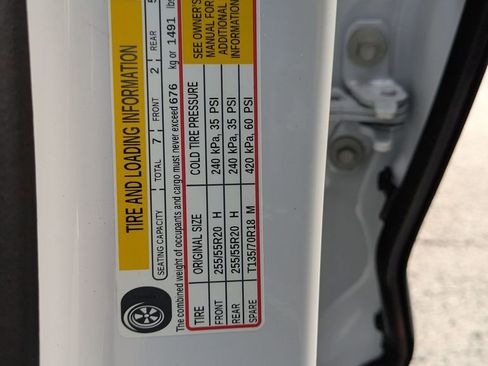 TIRE AND LOADING INFORMATION
SEATING CAPACITY TOTAL 7 FRONT 2 REAR 5
The combined weight of occupants and cargo must never exceed 676 kg or 1491 lbs
TIRE ORIGINAL SIZE COLD TIRE PRESSURE
FRONT 255/55R20 H 240 kPa, 35 PSI
REAR 255/55R20 H 240 kPa, 35 PSI
SPARE T135/70R18 M 420 kPa, 60 PSI
SEE OWNER'S
MANUAL FOR
ADDITIONAL
INFORMATION